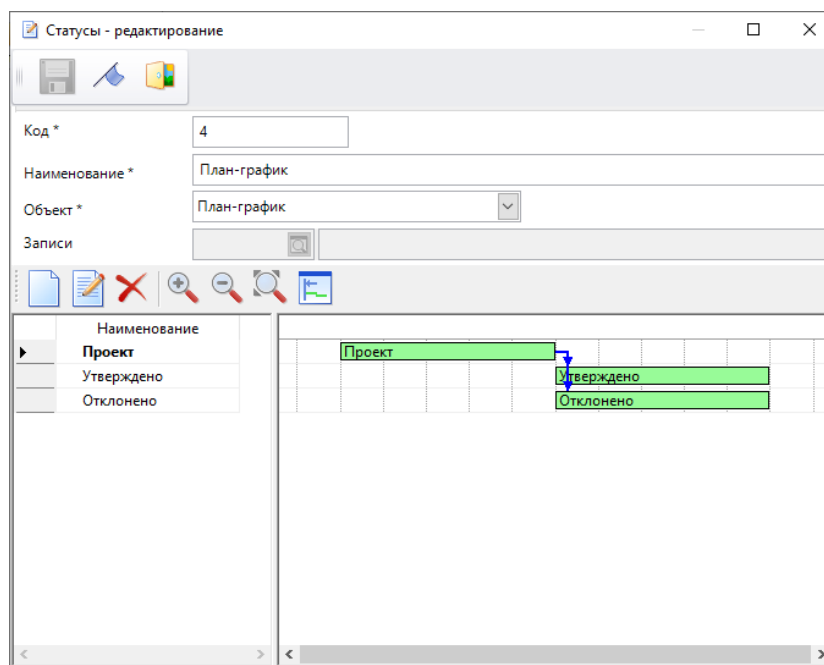 Статусы - редактирование
Код *
4
Наименование *
План-график
Объект *
План-график
Записи
Наименование
Проект
Проект
Утверждено
Утверждено
Отклонено
Отклонено